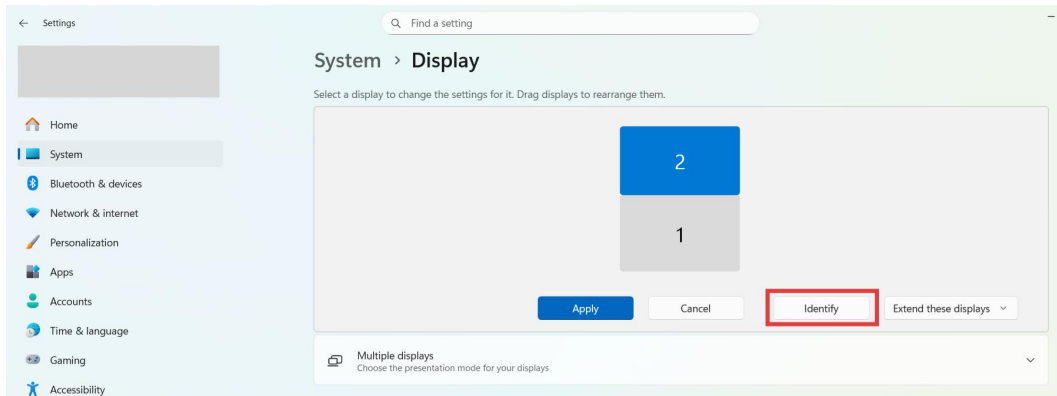 Settings
Find a setting
System > Display
Select a display to change the settings for it. Drag displays to rearrange them.
Home
System
Bluetooth & devices
Network & internet
Personalization
Apps
Accounts
Time & language
Gaming
Accessibility
2
1
Apply
Cancel
Identify
Extend these displays
Multiple displays
Choose the presentation mode for your displays